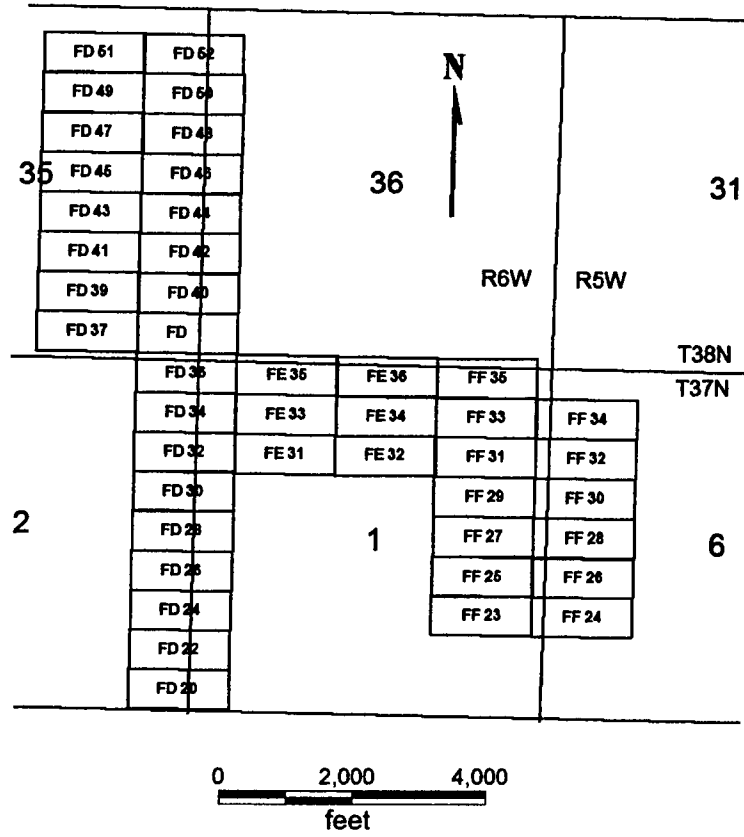 FD 51 FD 52
N
FD 49 FD 50
FD 47 FD 48
35 FD 45 FD 46 36 31
FD 43 FD 44
FD 41 FD 42
R6W R5W
FD 39 FD 40
FD 37 FD
T38N
FD 36 FE 35 FE 36 FF 35
T37N
FD 34 FE 33 FE 34 FF 33 FF 34
FD 32 FE 31 FE 32 FF 31 FF 32
FD 30 FF 29 FF 30
2 FD 28 1 FF 27 FF 28 6
FD 26 FF 25 FF 26
FD 24 FF 23 FF 24
FD 22
FD 20
0 2,000 4,000
feet